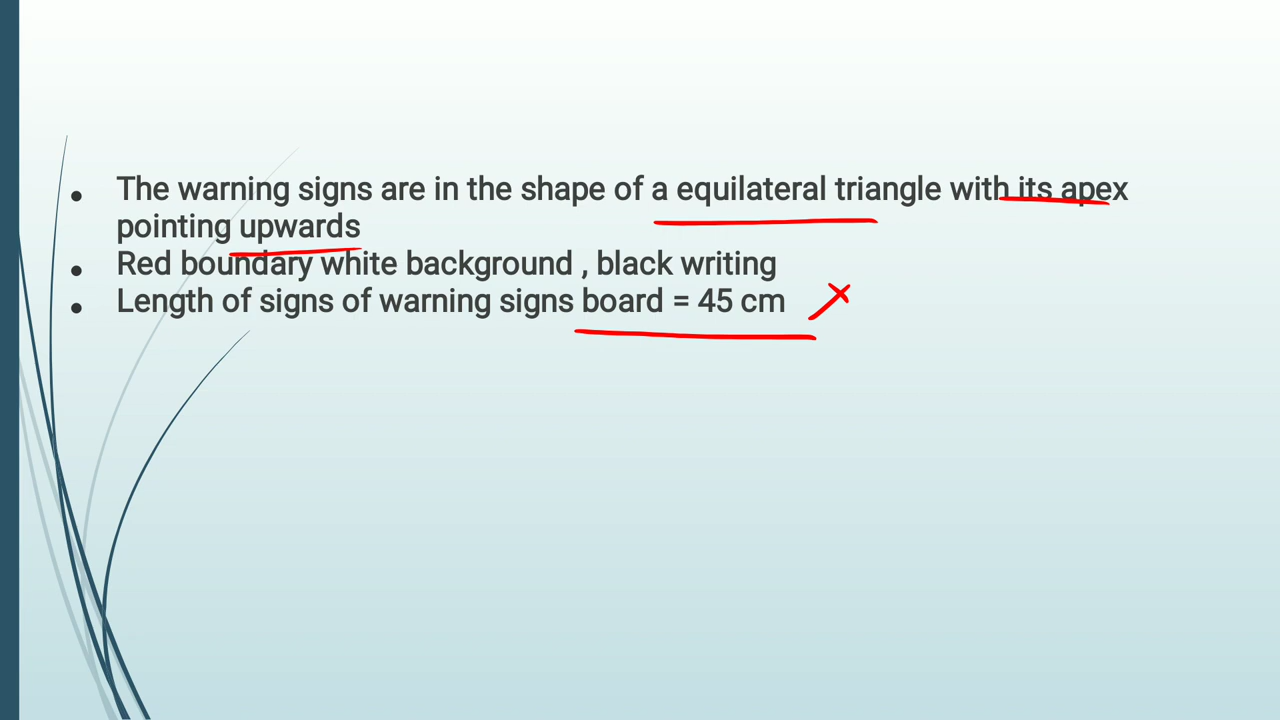 • The warning signs are in the shape of a equilateral triangle with its apex
pointing upwards
• Red boundary white background , black writing
• Length of signs of warning signs board = 45 cm